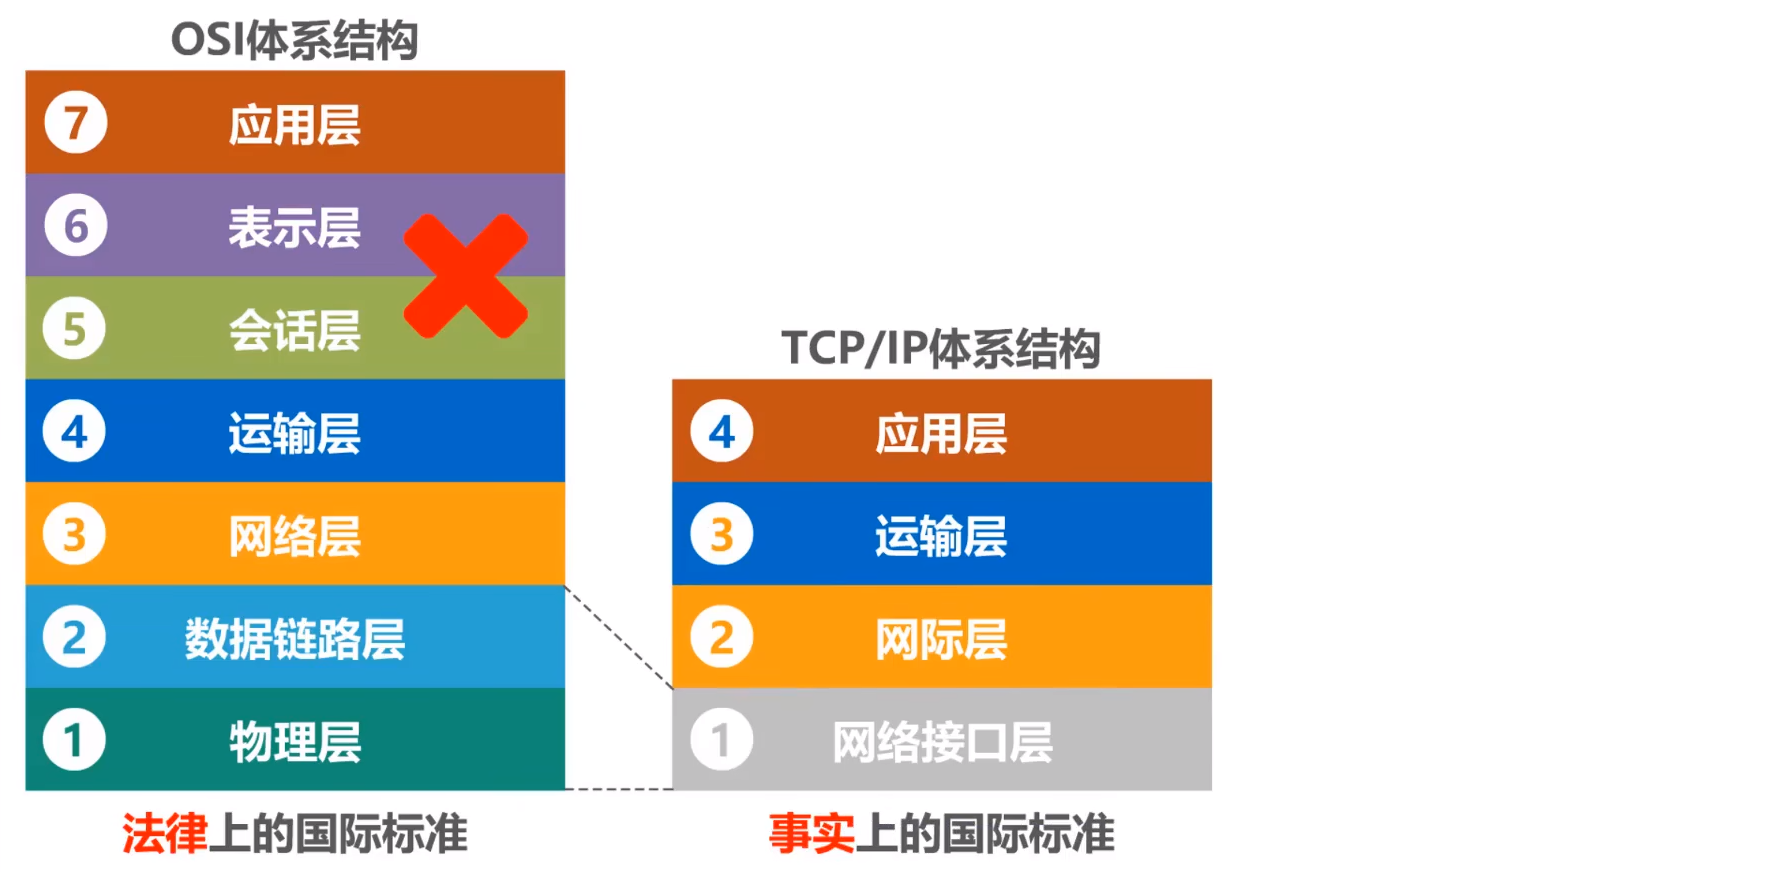 OSI体系结构
7 应用层
6 表示层
5 会话层
4 运输层
3 网络层
2 数据链路层
1 物理层
法律上的国际标准
TCP/IP体系结构
4 应用层
3 运输层
2 网际层
1 网络接口层
事实上的国际标准